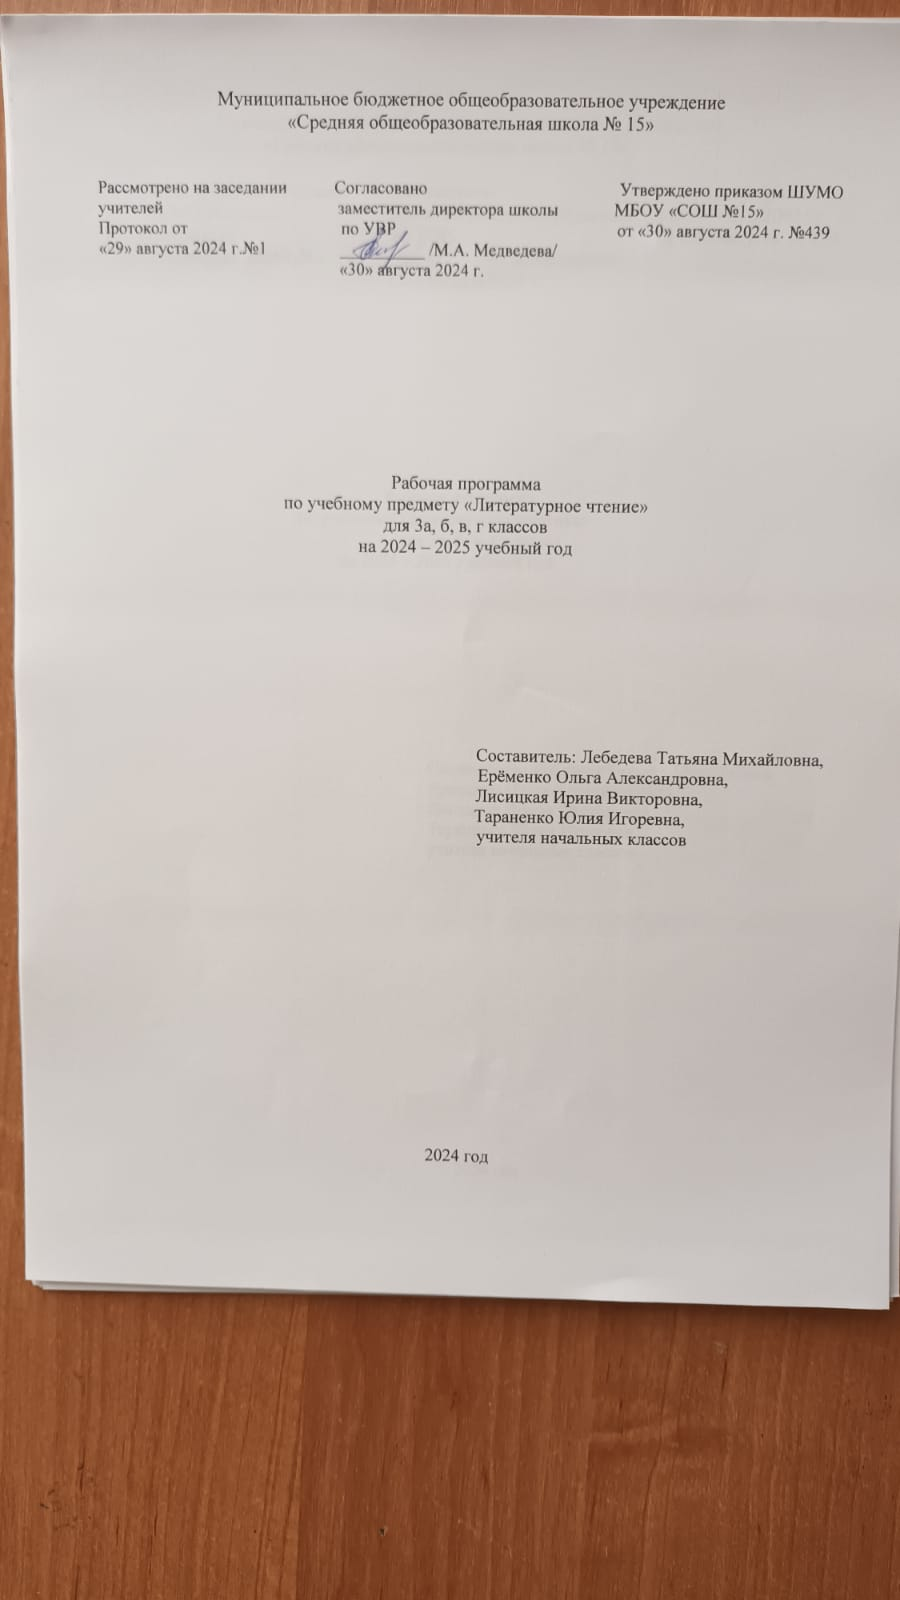 Муниципальное бюджетное общеобразовательное учреждение
«Средняя общеобразовательная школа № 15»
Рассмотрено на заседании
учителей
Протокол от
«29» августа 2024 г.№1
Согласовано
заместитель директора школы
по УВР
/М.А. Медведева/
«30» августа 2024 г.
Утверждено приказом ШУМО
МБОУ «СОШ №15»
от «30» августа 2024 г. №439
Рабочая программа
по учебному предмету «Литературное чтение»
для 3а, б, в, г классов
на 2024 – 2025 учебный год
Составитель: Лебедева Татьяна Михайловна,
Ерёменко Ольга Александровна,
Лисицкая Ирина Викторовна,
Тараненко Юлия Игоревна,
учителя начальных классов
2024 год